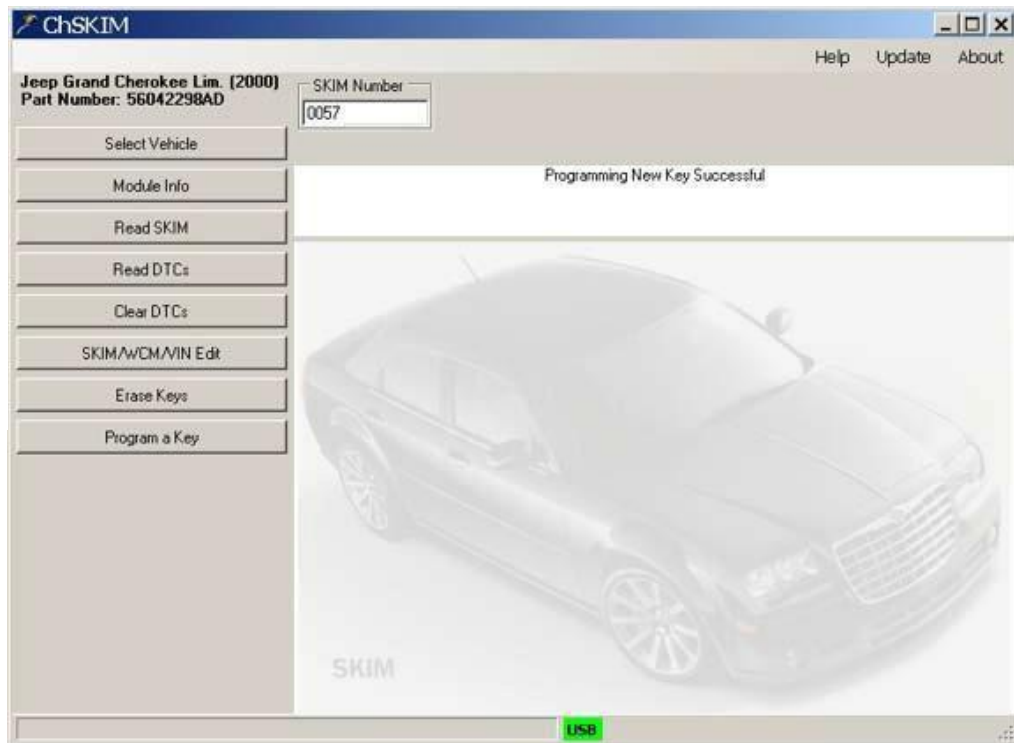 ChSKIM
Help Update About
Jeep Grand Cherokee Lim. (2000)
Part Number: 56042298AD
SKIM Number
0057
Select Vehicle
Programming New Key Successful
Module Info
Read SKIM
Read DTCs
Clear DTCs
SKIM/WCM/VIN Edit
Erase Keys
Program a Key
SKIM
USB